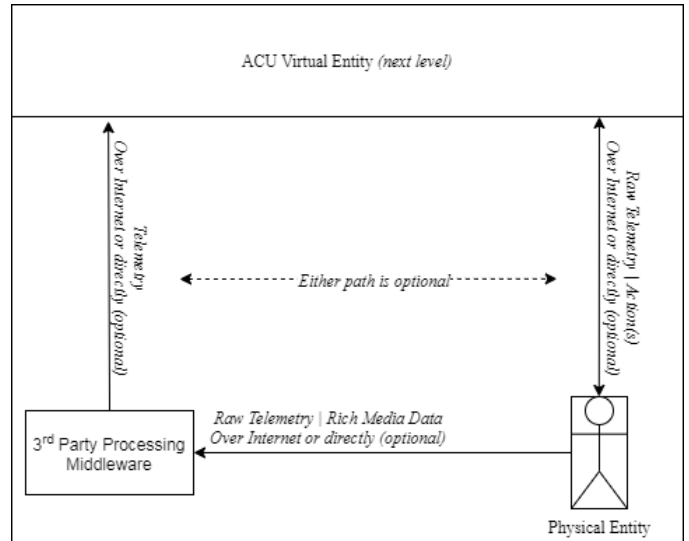 ACU Virtual Entity (next level)
Telemetry
Over Internet or directly (optional)
Raw Telemetry | Action(s)
Over Internet or directly (optional)
Either path is optional
Raw Telemetry | Rich Media Data
Over Internet or directly (optional)
3rd Party Processing
Middleware
Physical Entity